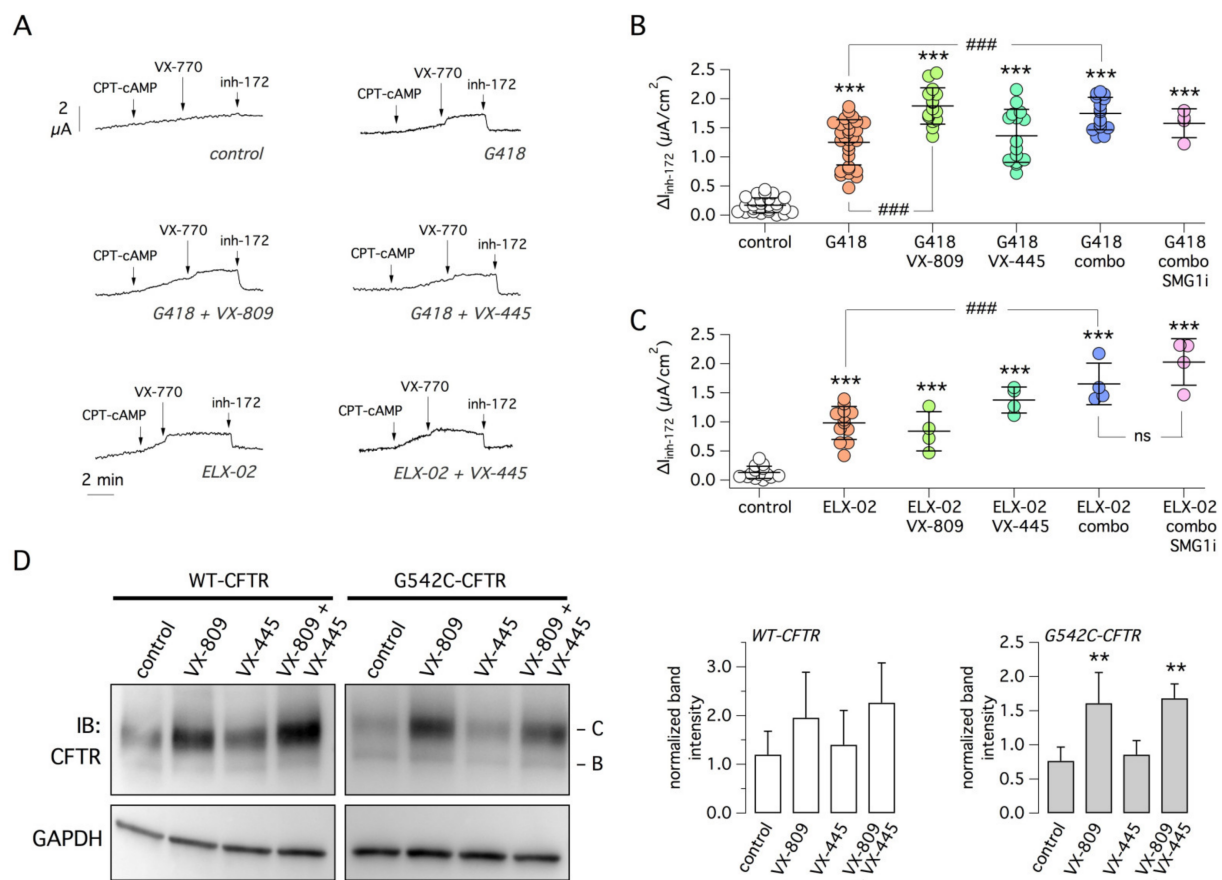 A
2
µA
CPT-cAMP
VX-770
inh-172
control
CPT-cAMP
VX-770
inh-172
G418
CPT-cAMP
VX-770
inh-172
G418 + VX-809
CPT-cAMP
VX-770
inh-172
G418 + VX-445
CPT-cAMP
VX-770
inh-172
ELX-02
2 min
CPT-cAMP
VX-770
inh-172
ELX-02 + VX-445
B
ΔIinh-172 (µA/cm2)
2.5
2.0
1.5
1.0
0.5
0.0
###
***
***
***
***
***
###
control
G418
G418
VX-809
G418
VX-445
G418
combo
G418
combo
SMG1i
C
ΔIinh-172 (µA/cm2)
2.5
2.0
1.5
1.0
0.5
0.0
###
***
***
***
***
***
ns
control
ELX-02
ELX-02
VX-809
ELX-02
VX-445
ELX-02
combo
ELX-02
combo
SMG1i
D
WT-CFTR
G542C-CFTR
control
VX-809
VX-445
VX-809 +
VX-445
control
VX-809
VX-445
VX-809 +
VX-445
IB:
CFTR
– C
– B
GAPDH
WT-CFTR
normalized band
intensity
3.0
2.0
1.0
0.0
control
VX-809
VX-445
VX-809
VX-445
G542C-CFTR
normalized band
intensity
2.5
2.0
1.5
1.0
0.5
0.0
**
**
control
VX-809
VX-445
VX-809
VX-445